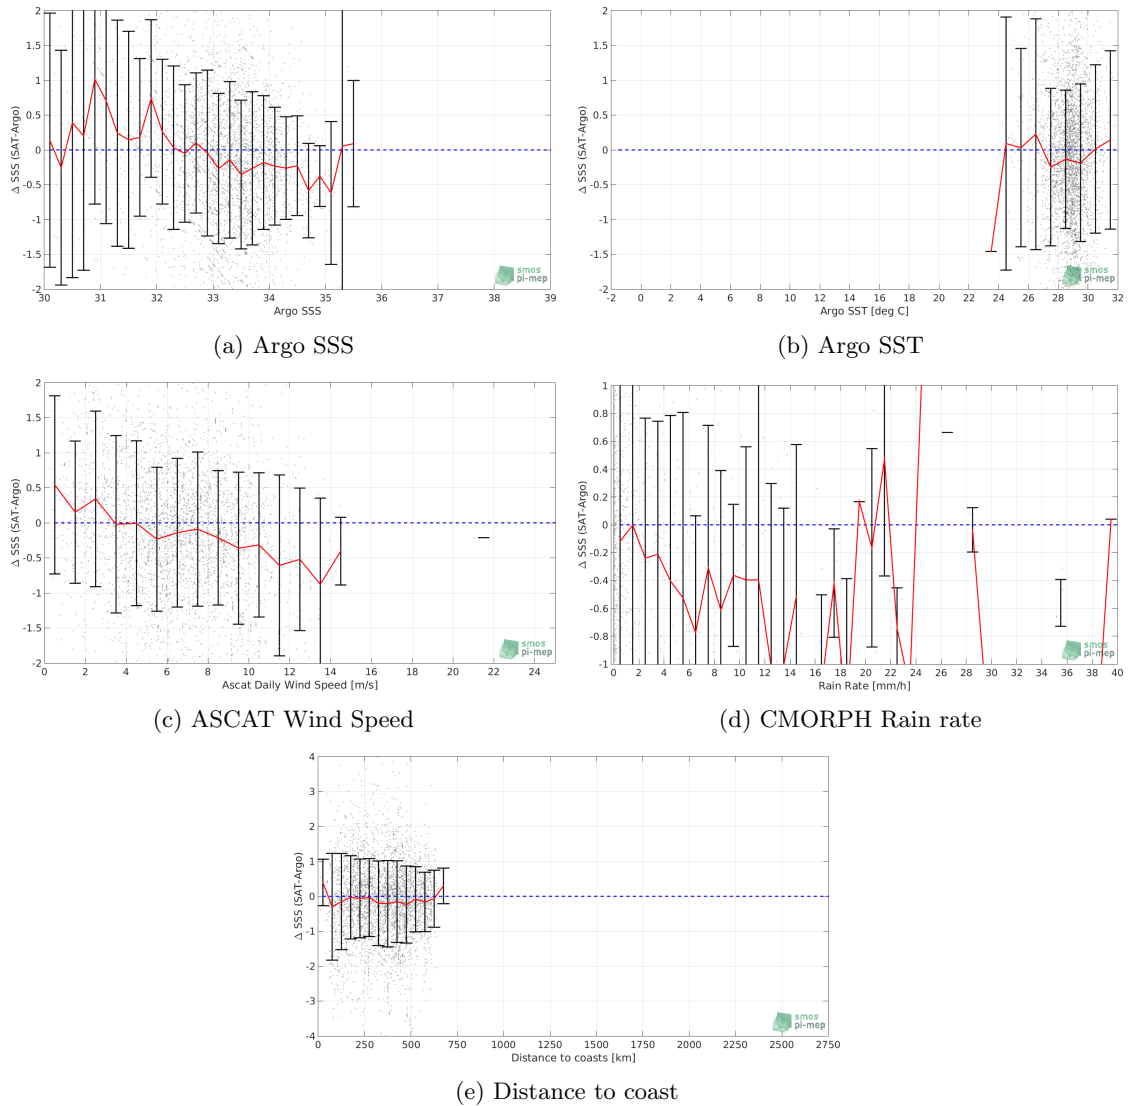 2
1.5
1
0.5
0
-0.5
-1
-1.5
-2
Δ SSS (SAT-Argo)
30 31 32 33 34 35 36 37 38 39
Argo SSS
smos
pi-mep
(a) Argo SSS
2
1.5
1
0.5
0
-0.5
-1
-1.5
-2
Δ SSS (SAT-Argo)
-2 0 2 4 6 8 10 12 14 16 18 20 22 24 26 28 30 32
Argo SST [deg C]
smos
pi-mep
(b) Argo SST
2
1.5
1
0.5
0
-0.5
-1
-1.5
-2
Δ SSS (SAT-Argo)
0 2 4 6 8 10 12 14 16 18 20 22 24
Ascat Daily Wind Speed [m/s]
smos
pi-mep
(c) ASCAT Wind Speed
1
0.8
0.6
0.4
0.2
0
-0.2
-0.4
-0.6
-0.8
-1
Δ SSS (SAT-Argo)
0 2 4 6 8 10 12 14 16 18 20 22 24 26 28 30 32 34 36 38 40
Rain Rate [mm/h]
smos
pi-mep
(d) CMORPH Rain rate
4
3
2
1
0
-1
-2
-3
-4
Δ SSS (SAT-Argo)
0 250 500 750 1000 1250 1500 1750 2000 2250 2500 2750
Distance to coasts [km]
smos
pi-mep
(e) Distance to coast